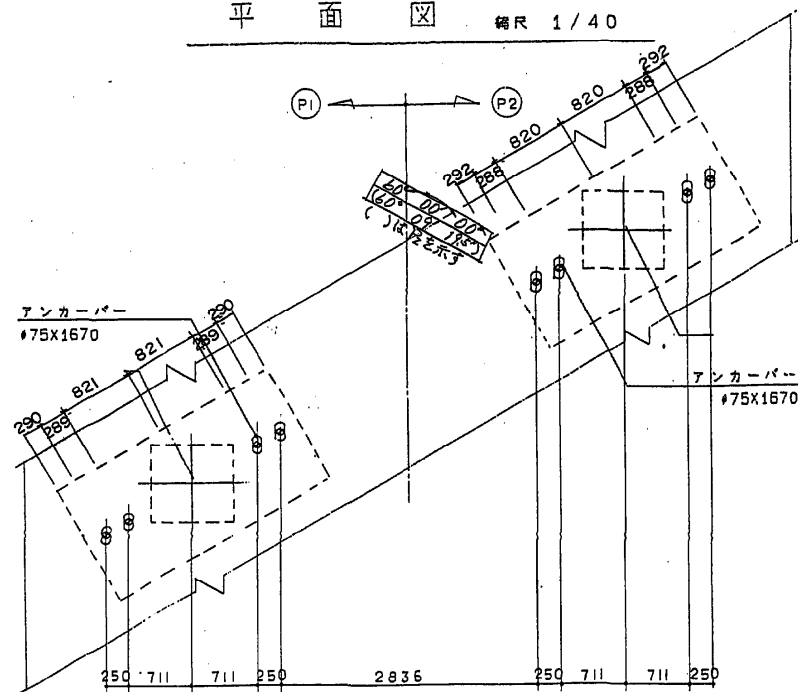 平面図 縮尺 1/40
P1 P2
292 288 820 820 288 292
60° 00' 00"
(60° 09' 19.5")
( )はP2を示す
アンカーバー
φ75X1670
290 289 821 821 289 290
アンカーバー
φ75X1670
250 711 711 250 2836 250 711 711 250